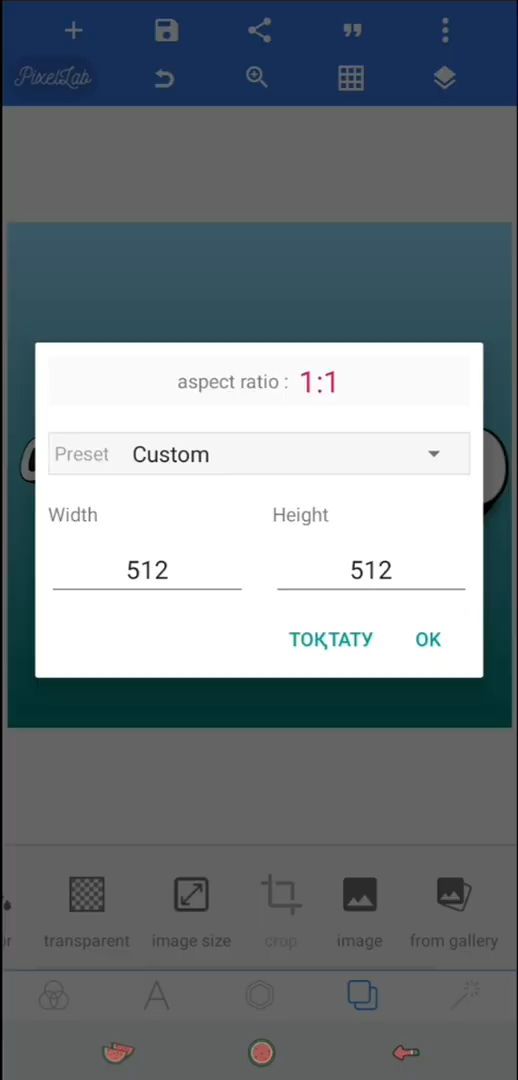 PixelLab
aspect ratio : 1:1
Preset Custom
Width Height
512 512
ТОҚТАТУ OK
or transparent image size crop image from gallery